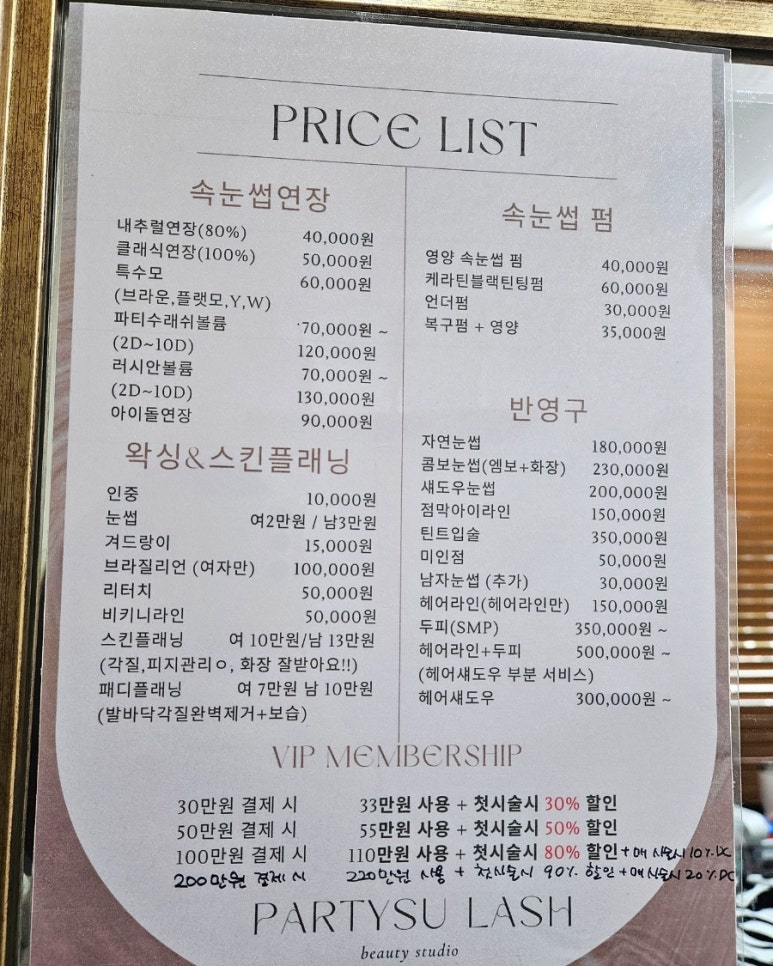 PRICE LIST
속눈썹연장
내추럴연장(80%) 40,000원
클래식연장(100%) 50,000원
특수모 60,000원
(브라운,플랫모,Y,W)
파티수래쉬볼륨 70,000원 ~
(2D~10D) 120,000원
러시안볼륨 70,000원 ~
(2D~10D) 130,000원
아이돌연장 90,000원
왁싱&스킨플래닝
인중 10,000원
눈썹 여2만원 / 남3만원
겨드랑이 15,000원
브라질리언 (여자만) 100,000원
리터치 50,000원
비키니라인 50,000원
스킨플래닝 여 10만원/남 13만원
(각질,피지관리ㅇ, 화장 잘받아요!!)
패디플래닝 여 7만원 남 10만원
(발바닥각질완벽제거+보습)
속눈썹 펌
영양 속눈썹 펌 40,000원
케라틴블랙틴팅펌 60,000원
언더펌 30,000원
복구펌 + 영양 35,000원
반영구
자연눈썹 180,000원
콤보눈썹(엠보+화장) 230,000원
섀도우눈썹 200,000원
점막아이라인 150,000원
틴트입술 350,000원
미인점 50,000원
남자눈썹 (추가) 30,000원
헤어라인(헤어라인만) 150,000원
두피(SMP) 350,000원 ~
헤어라인+두피 500,000원 ~
(헤어섀도우 부분 서비스)
헤어섀도우 300,000원 ~
VIP MEMBERSHIP
30만원 결제 시 33만원 사용 + 첫시술시 30% 할인
50만원 결제 시 55만원 사용 + 첫시술시 50% 할인
100만원 결제 시 110만원 사용 + 첫시술시 80% 할인 + 매 시술시 10% DC
200만원 결제 시 220만원 사용 + 첫시술시 90% 할인 + 매 시술시 20% DC
PARTYSU LASH
beauty studio